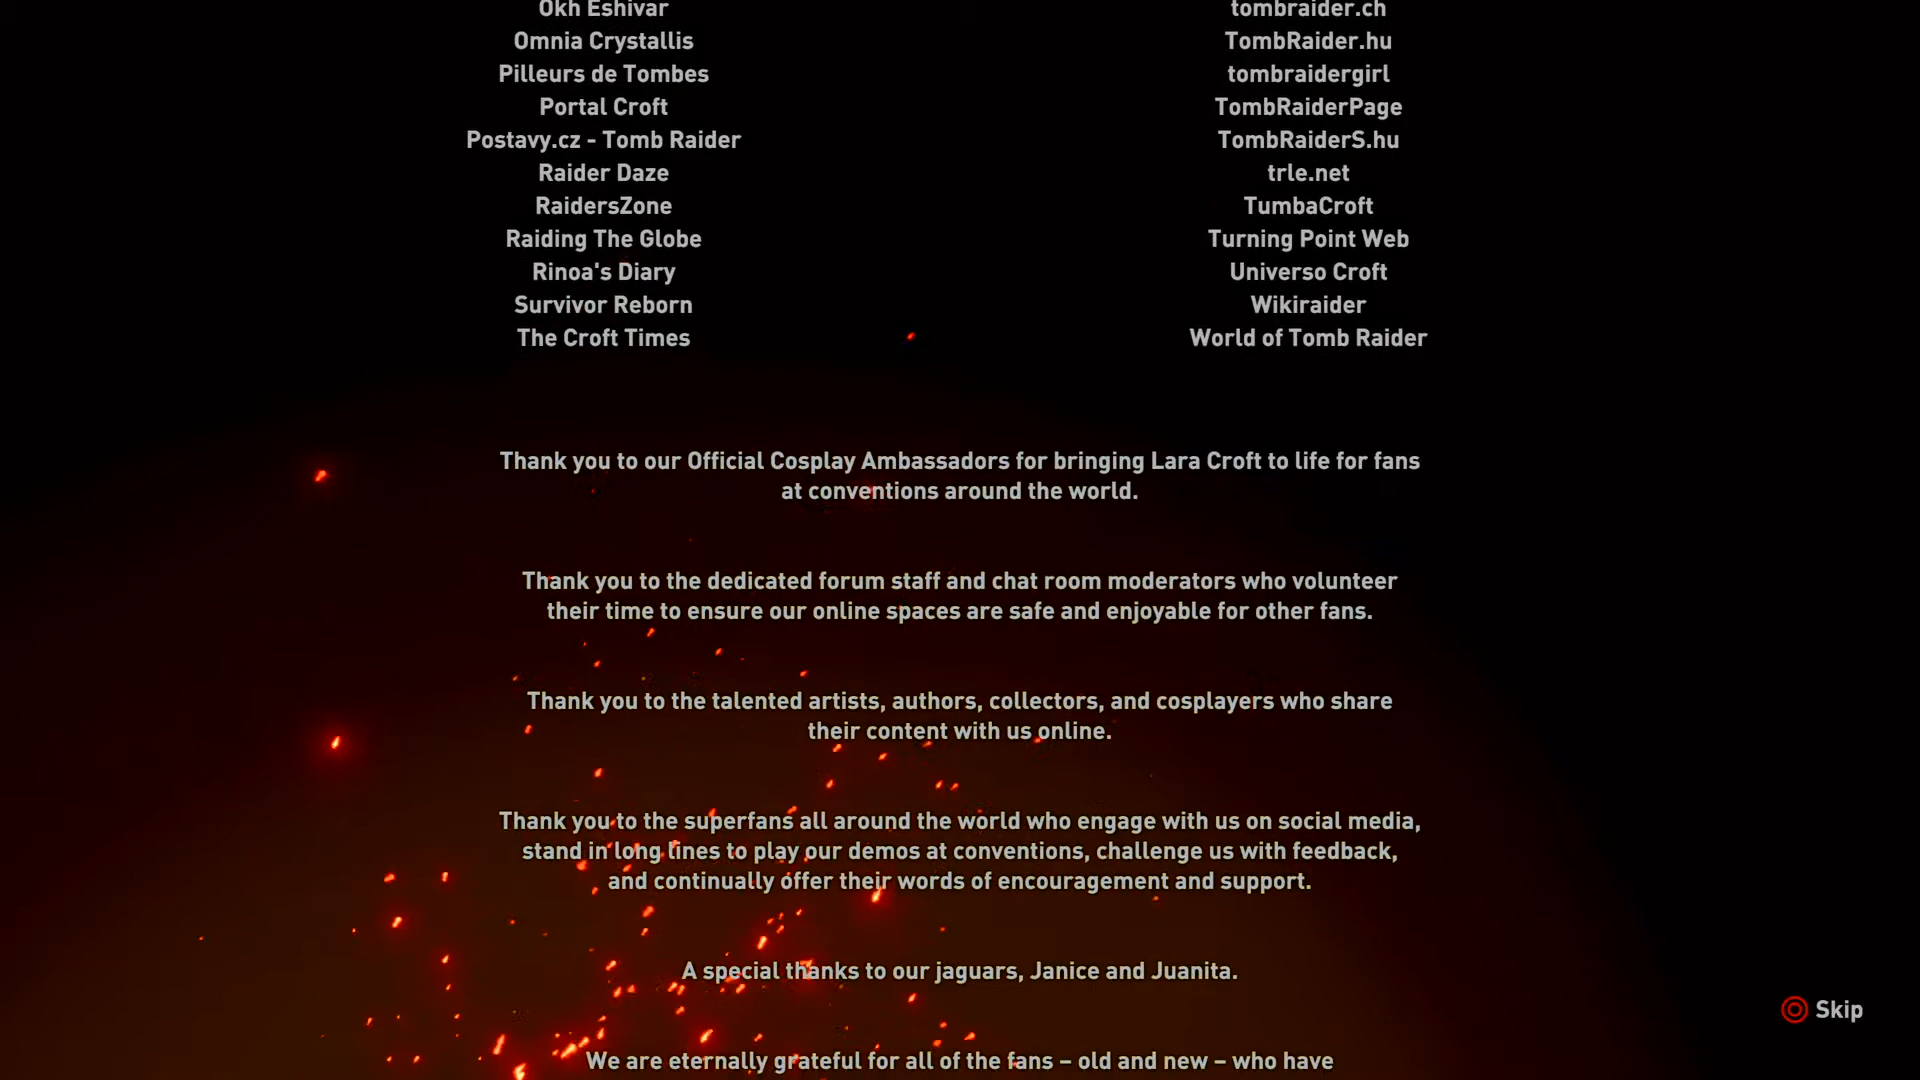 Okh Eshivar
Omnia Crystallis
Pilleurs de Tombes
Portal Croft
Postavy.cz - Tomb Raider
Raider Daze
RaidersZone
Raiding The Globe
Rinoa's Diary
Survivor Reborn
The Croft Times
tombraider.ch
TombRaider.hu
tombraidergirl
TombRaiderPage
TombRaiderS.hu
trle.net
TumbaCroft
Turning Point Web
Universo Croft
Wikiraider
World of Tomb Raider
Thank you to our Official Cosplay Ambassadors for bringing Lara Croft to life for fans
at conventions around the world.
Thank you to the dedicated forum staff and chat room moderators who volunteer
their time to ensure our online spaces are safe and enjoyable for other fans.
Thank you to the talented artists, authors, collectors, and cosplayers who share
their content with us online.
Thank you to the superfans all around the world who engage with us on social media,
stand in long lines to play our demos at conventions, challenge us with feedback,
and continually offer their words of encouragement and support.
A special thanks to our jaguars, Janice and Juanita.
We are eternally grateful for all of the fans – old and new – who have
Skip